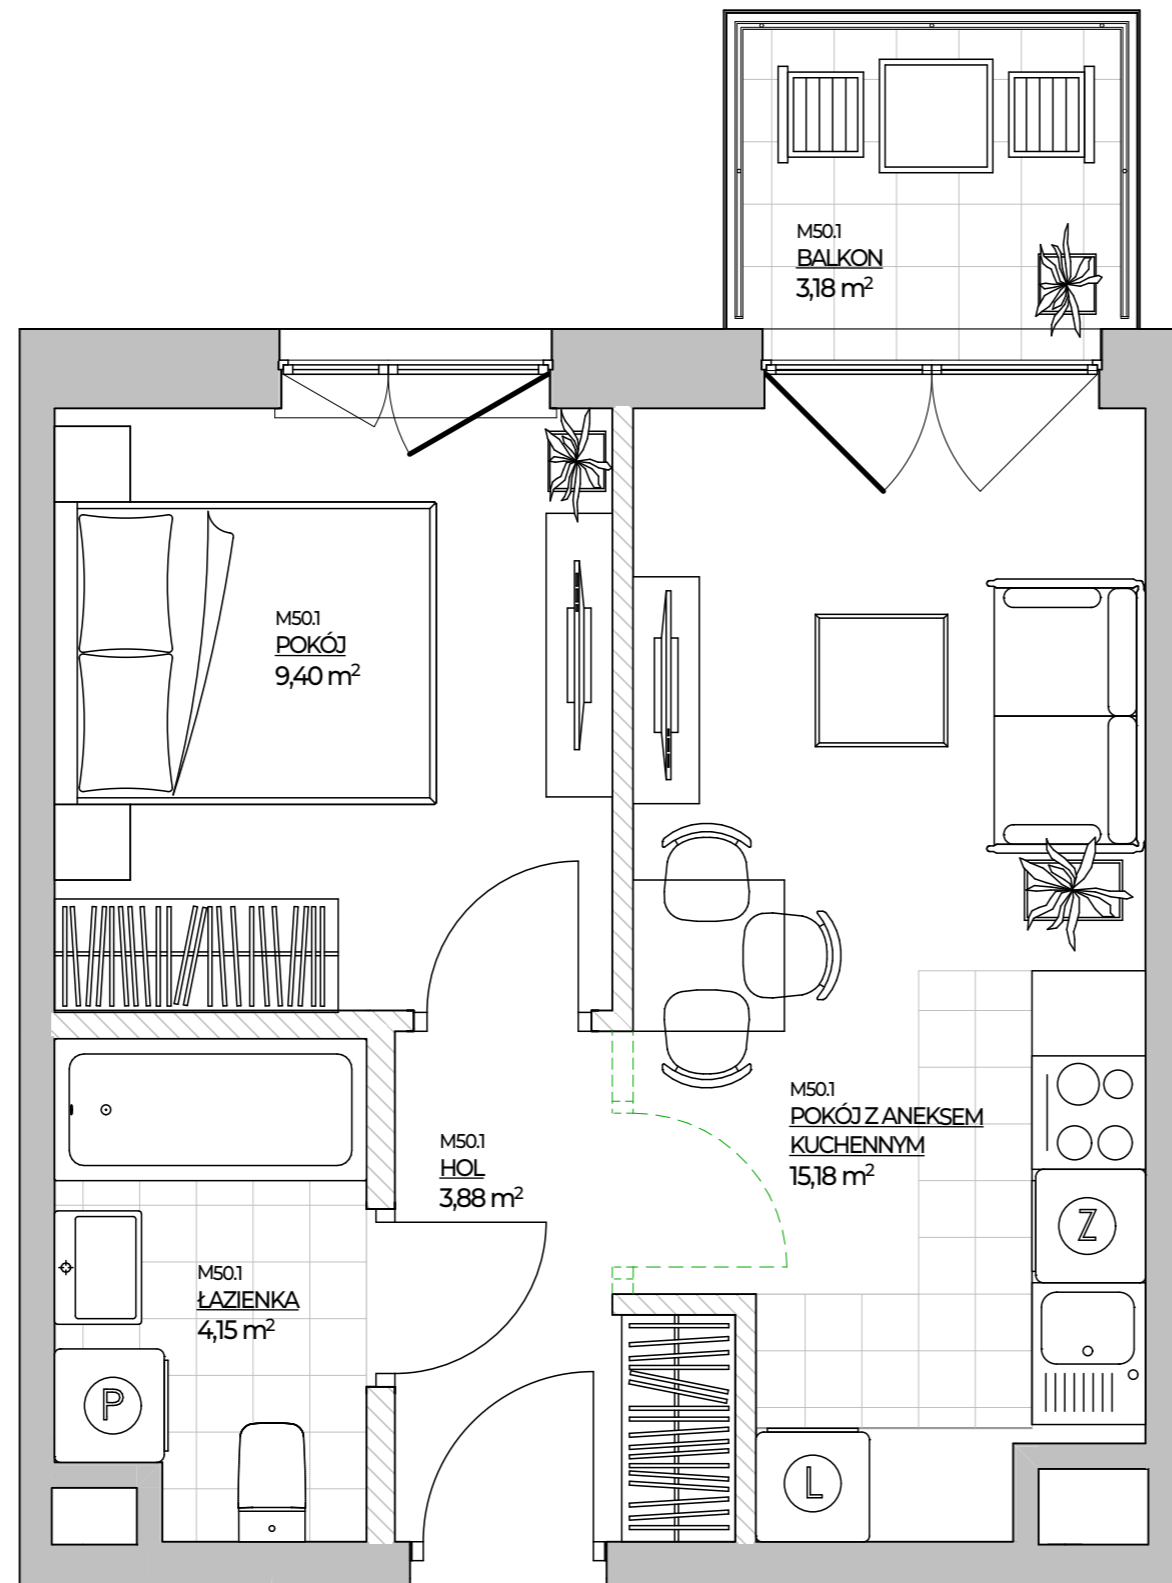 M50.1
BALKON
3,18 m²
M50.1
POKÓJ
9,40 m²
M50.1
POKÓJ Z ANEKSEM
KUCHENNYM
15,18 m²
M50.1
HOL
3,88 m²
Z
M50.1
ŁAZIENKA
4,15 m²
P
L